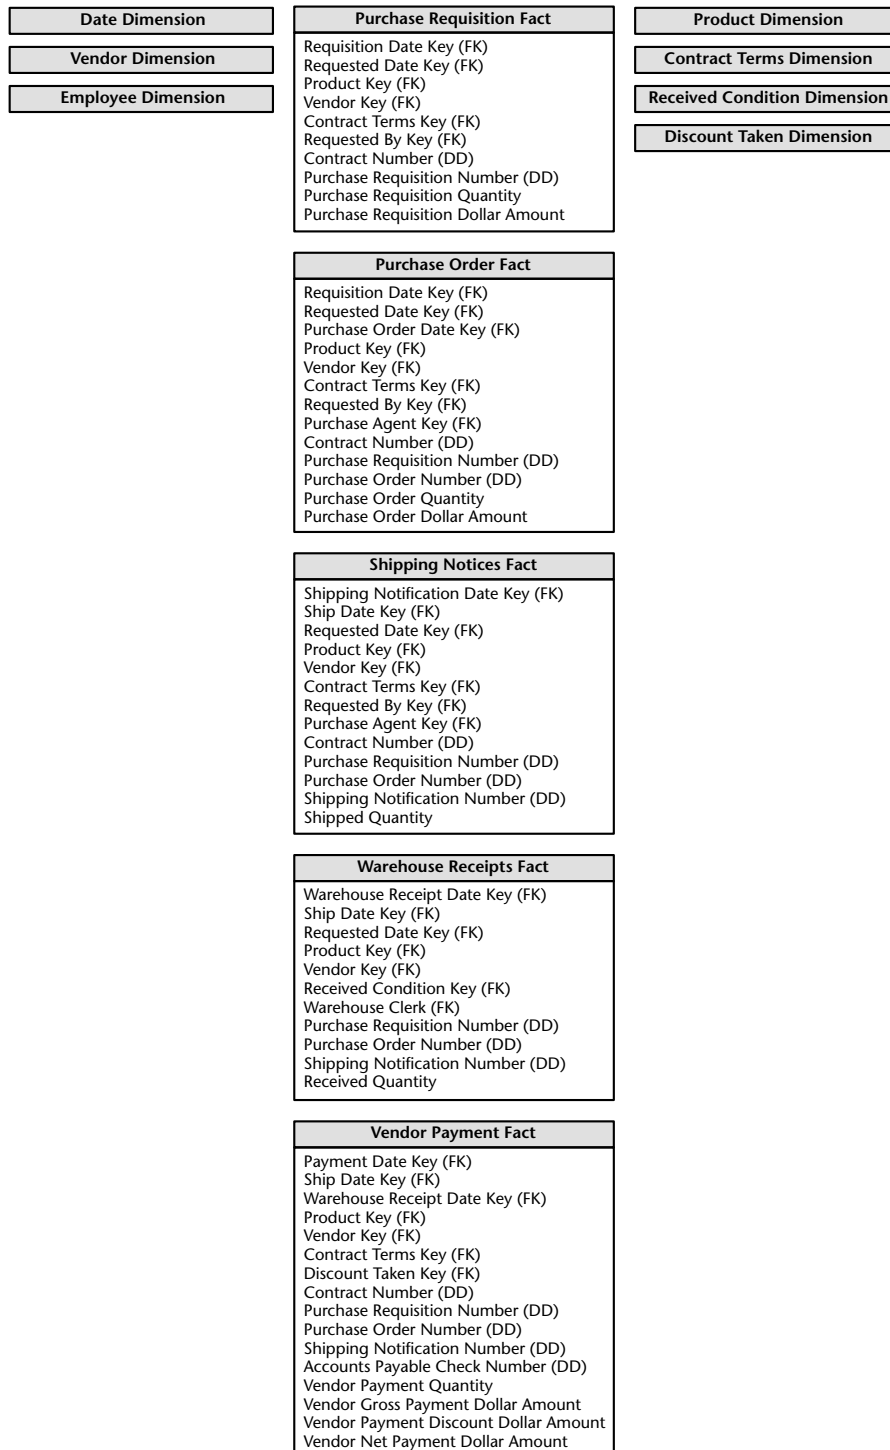 Date Dimension
Vendor Dimension
Employee Dimension
Purchase Requisition Fact
Requisition Date Key (FK)
Requested Date Key (FK)
Product Key (FK)
Vendor Key (FK)
Contract Terms Key (FK)
Requested By Key (FK)
Contract Number (DD)
Purchase Requisition Number (DD)
Purchase Requisition Quantity
Purchase Requisition Dollar Amount
Product Dimension
Contract Terms Dimension
Received Condition Dimension
Discount Taken Dimension
Purchase Order Fact
Requisition Date Key (FK)
Requested Date Key (FK)
Purchase Order Date Key (FK)
Product Key (FK)
Vendor Key (FK)
Contract Terms Key (FK)
Requested By Key (FK)
Purchase Agent Key (FK)
Contract Number (DD)
Purchase Requisition Number (DD)
Purchase Order Number (DD)
Purchase Order Quantity
Purchase Order Dollar Amount
Shipping Notices Fact
Shipping Notification Date Key (FK)
Ship Date Key (FK)
Requested Date Key (FK)
Product Key (FK)
Vendor Key (FK)
Contract Terms Key (FK)
Requested By Key (FK)
Purchase Agent Key (FK)
Contract Number (DD)
Purchase Requisition Number (DD)
Purchase Order Number (DD)
Shipping Notification Number (DD)
Shipped Quantity
Warehouse Receipts Fact
Warehouse Receipt Date Key (FK)
Ship Date Key (FK)
Requested Date Key (FK)
Product Key (FK)
Vendor Key (FK)
Received Condition Key (FK)
Warehouse Clerk (FK)
Purchase Requisition Number (DD)
Purchase Order Number (DD)
Shipping Notification Number (DD)
Received Quantity
Vendor Payment Fact
Payment Date Key (FK)
Ship Date Key (FK)
Warehouse Receipt Date Key (FK)
Product Key (FK)
Vendor Key (FK)
Contract Terms Key (FK)
Discount Taken Key (FK)
Contract Number (DD)
Purchase Requisition Number (DD)
Purchase Order Number (DD)
Shipping Notification Number (DD)
Accounts Payable Check Number (DD)
Vendor Payment Quantity
Vendor Gross Payment Dollar Amount
Vendor Payment Discount Dollar Amount
Vendor Net Payment Dollar Amount